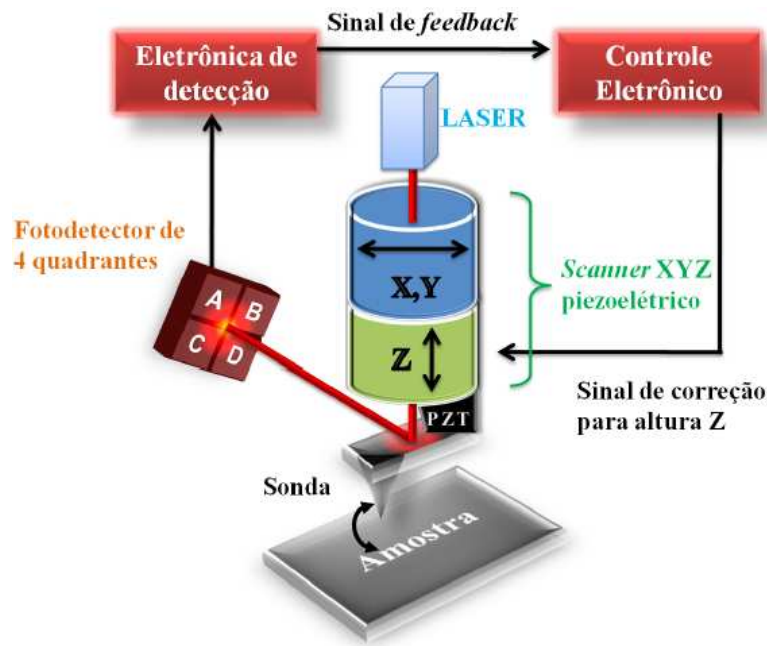 Sinal de feedback
Eletrônica de
detecção
Controle
Eletrônico
LASER
Fotodetector de
4 quadrantes
A B
C D
X,Y
Z
Scanner XYZ
piezoelétrico
PZT
Sinal de correção
para altura Z
Sonda
Amostra